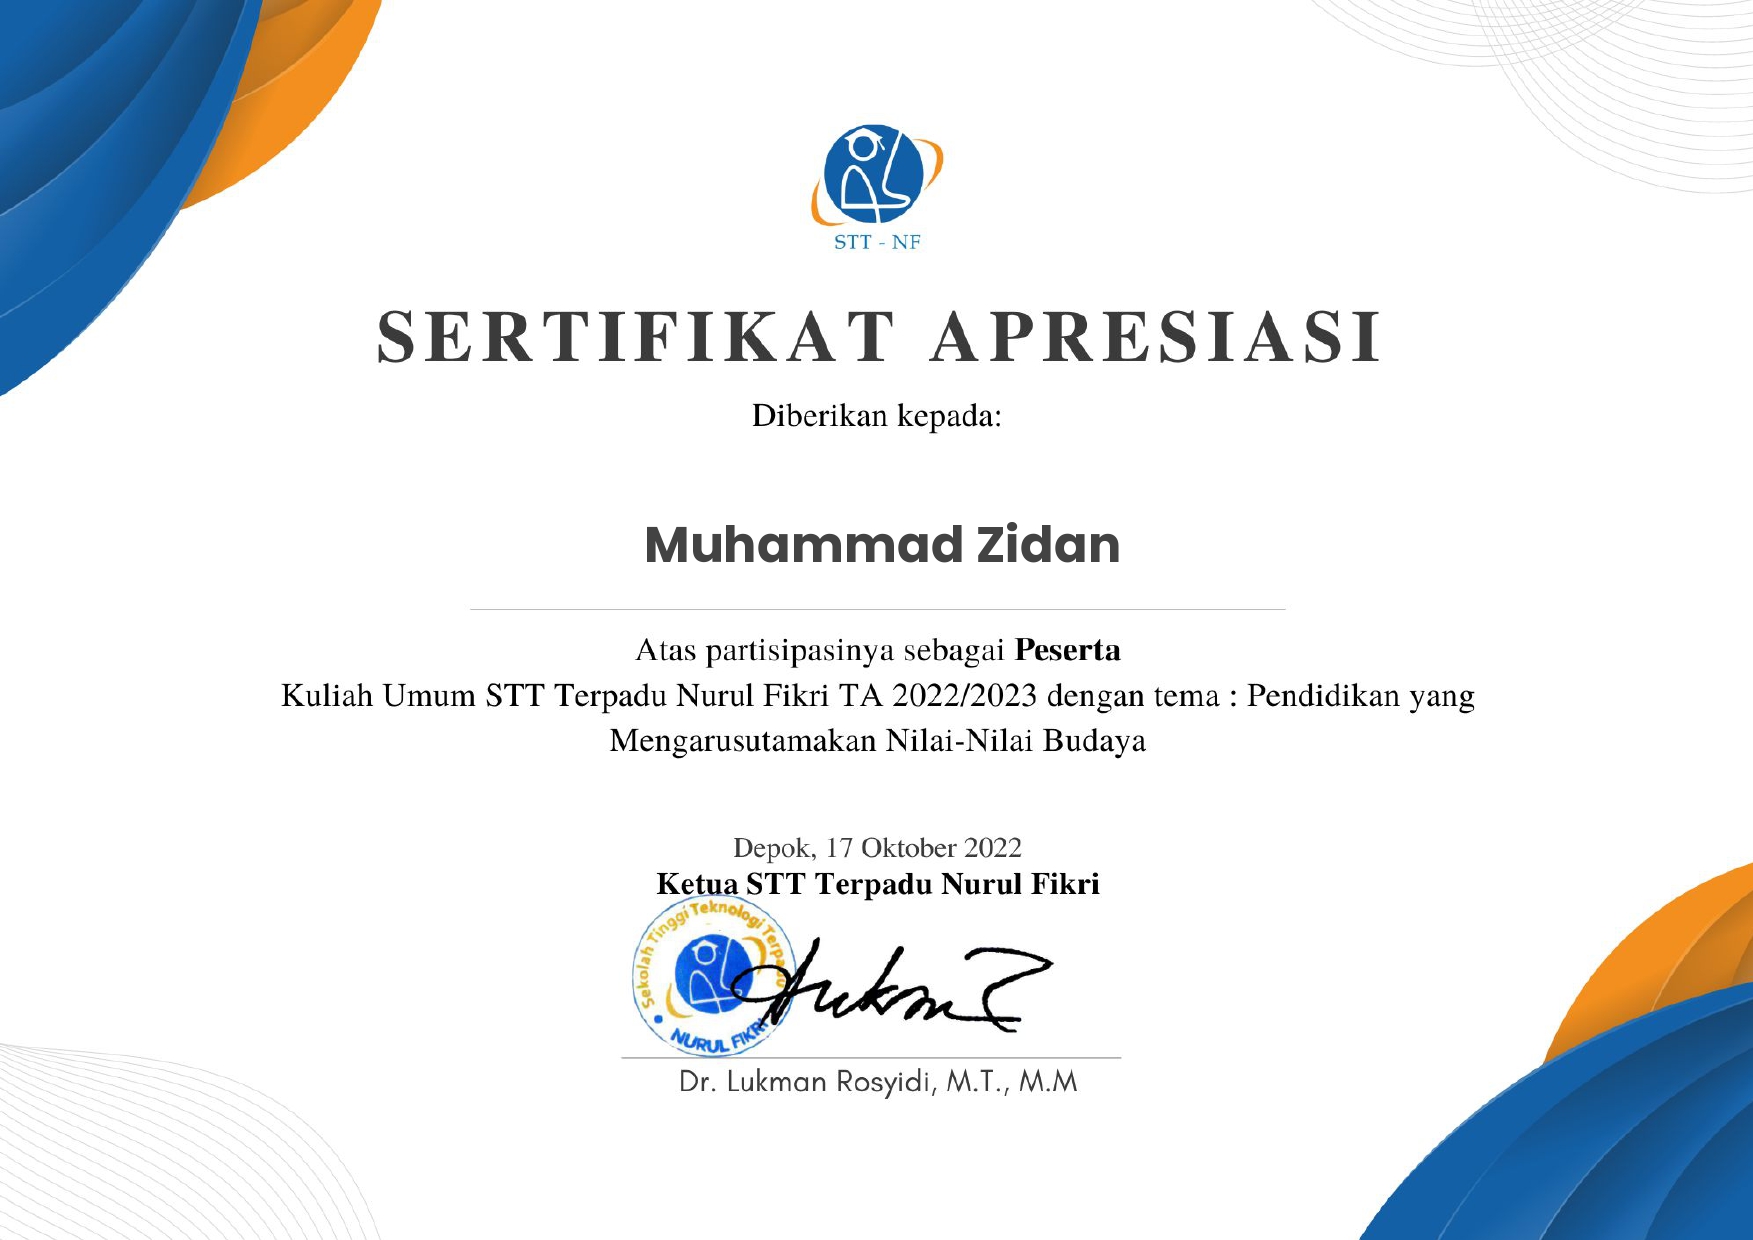 STT - NF
SERTIFIKAT APRESIASI
Diberikan kepada:
Muhammad Zidan
Atas partisipasinya sebagai Peserta
Kuliah Umum STT Terpadu Nurul Fikri TA 2022/2023 dengan tema : Pendidikan yang
Mengarusutamakan Nilai-Nilai Budaya
Depok, 17 Oktober 2022
Ketua STT Terpadu Nurul Fikri
Sekolah Tinggi Teknologi Terpadu
NURUL FIKRI
Dr. Lukman Rosyidi, M.T., M.M